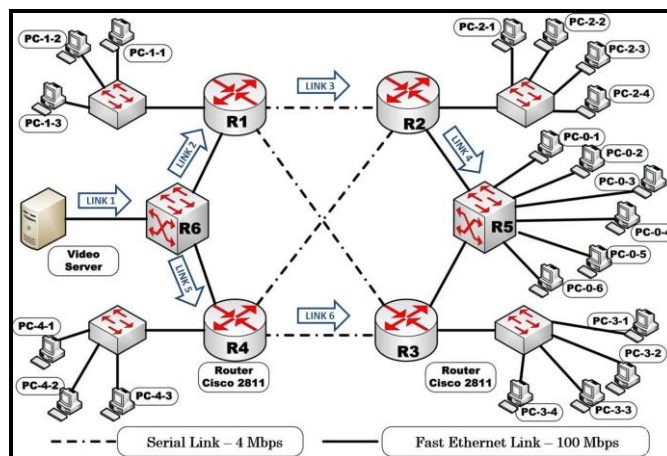 PC-1-2
PC-1-1
PC-1-3
PC-2-1
PC-2-2
PC-2-3
PC-2-4
LINK 3
R1
R2
LINK 2
LINK 4
PC-0-1
PC-0-2
PC-0-3
PC-0-4
PC-0-5
PC-0-6
LINK 1
R6
R5
Video
Server
LINK 5
LINK 6
PC-4-1
PC-4-2
PC-4-3
R4
Router
Cisco 2811
R3
Router
Cisco 2811
PC-3-1
PC-3-2
PC-3-3
PC-3-4
Serial Link – 4 Mbps
Fast Ethernet Link – 100 Mbps